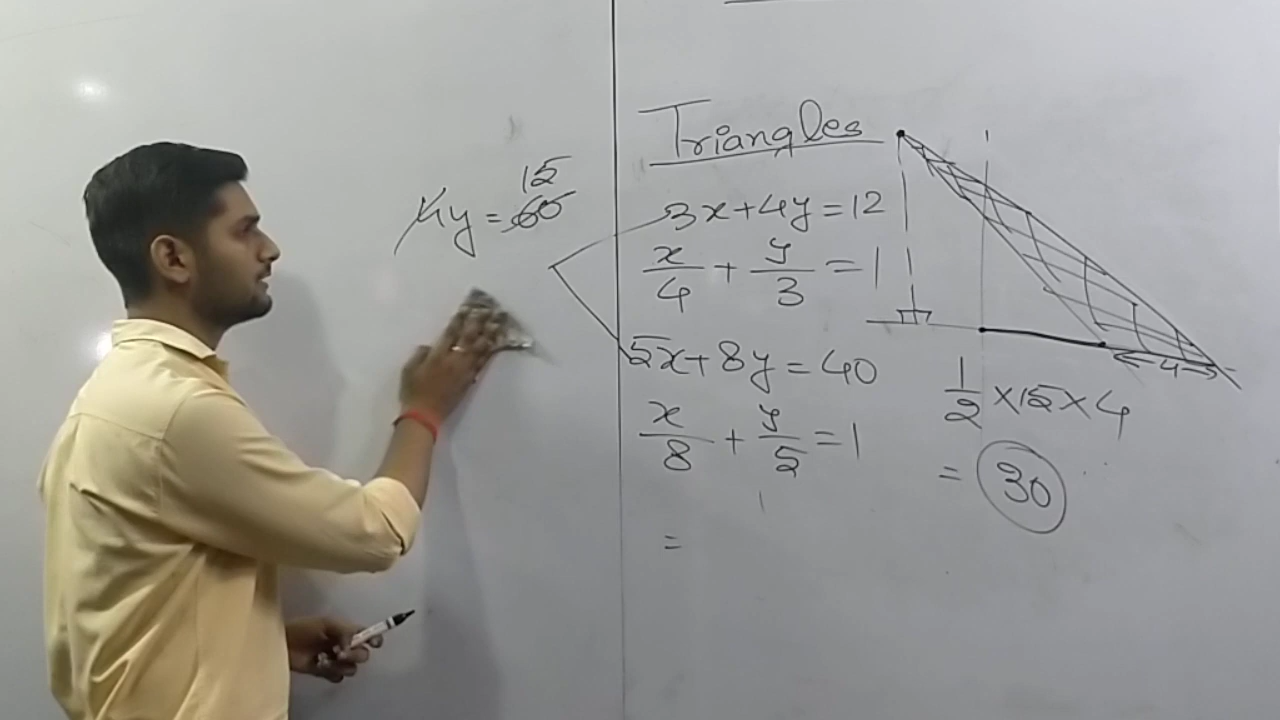 Triangles
15
4y = 60
3x + 4y = 12
x/4 + y/3 = 1
5x + 8y = 40
x/8 + y/5 = 1
=
4
1/2 × 15 × 4
= 30